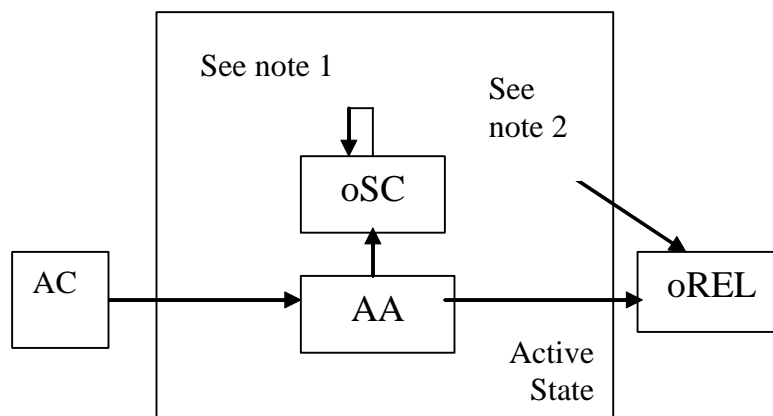 See note 1
See
note 2
oSC
AC
AA
oREL
Active
State